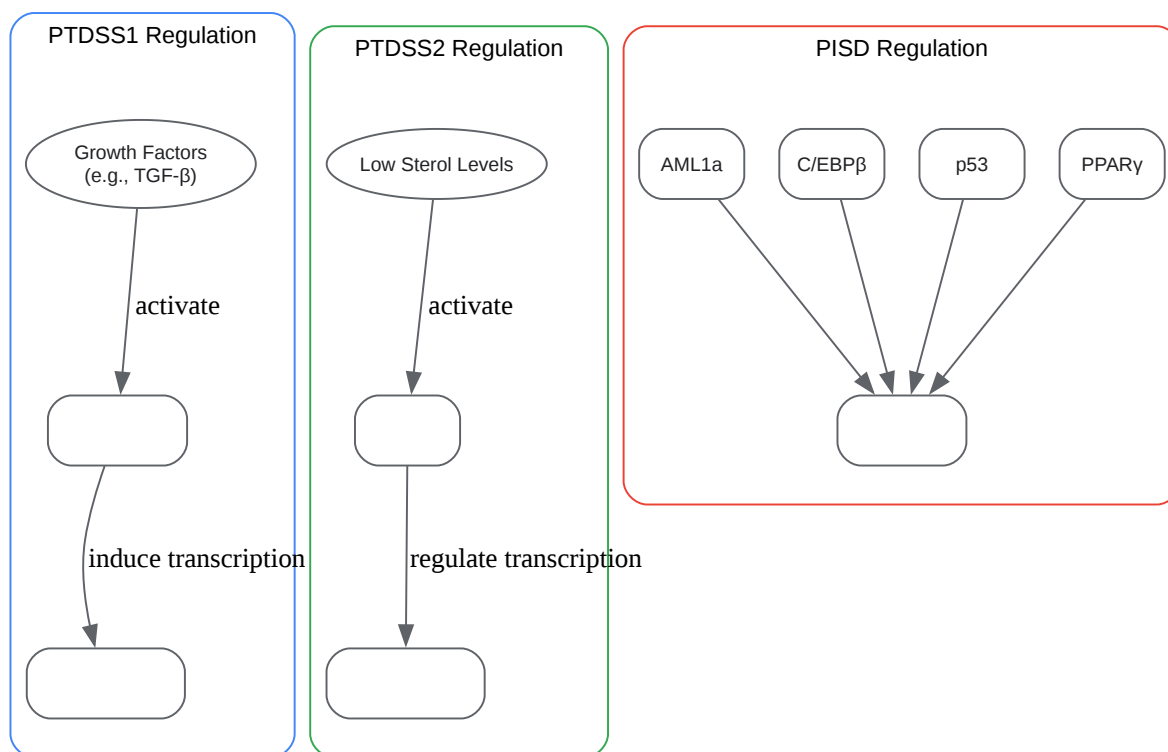 PTDSS1 Regulation
PTDSS2 Regulation
PISD Regulation
Growth Factors
(e.g., TGF-β)
Low Sterol Levels
AML1a
C/EBPβ
p53
PPARγ
activate
activate
induce transcription
regulate transcription